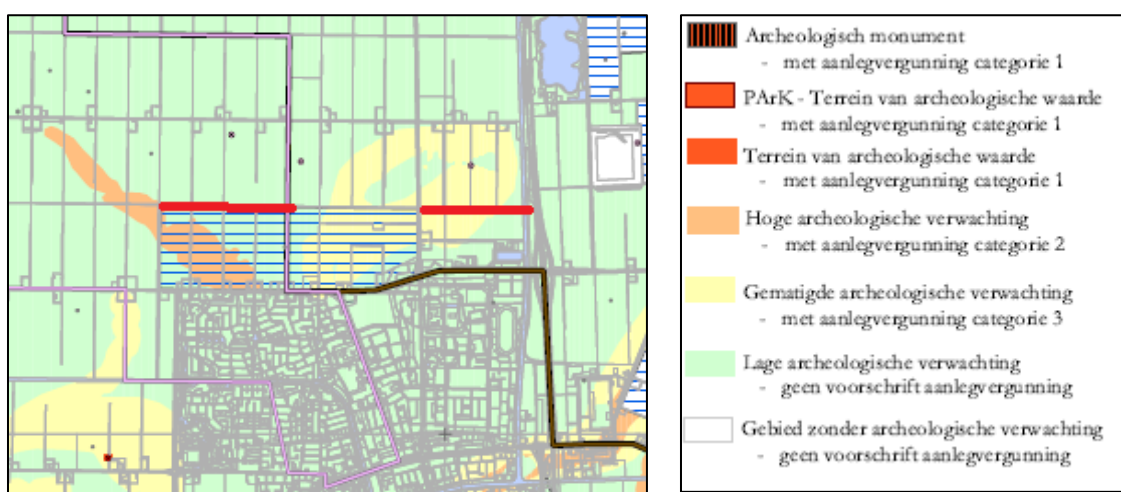 Archeologisch monument
- met aanlegvergunning categorie 1
PArK - Terrein van archeologische waarde
- met aanlegvergunning categorie 1
Terrein van archeologische waarde
- met aanlegvergunning categorie 1
Hoge archeologische verwachting
- met aanlegvergunning categorie 2
Gematigde archeologische verwachting
- met aanlegvergunning categorie 3
Lage archeologische verwachting
- geen voorschrift aanlegvergunning
Gebied zonder archeologische verwachting
- geen voorschrift aanlegvergunning